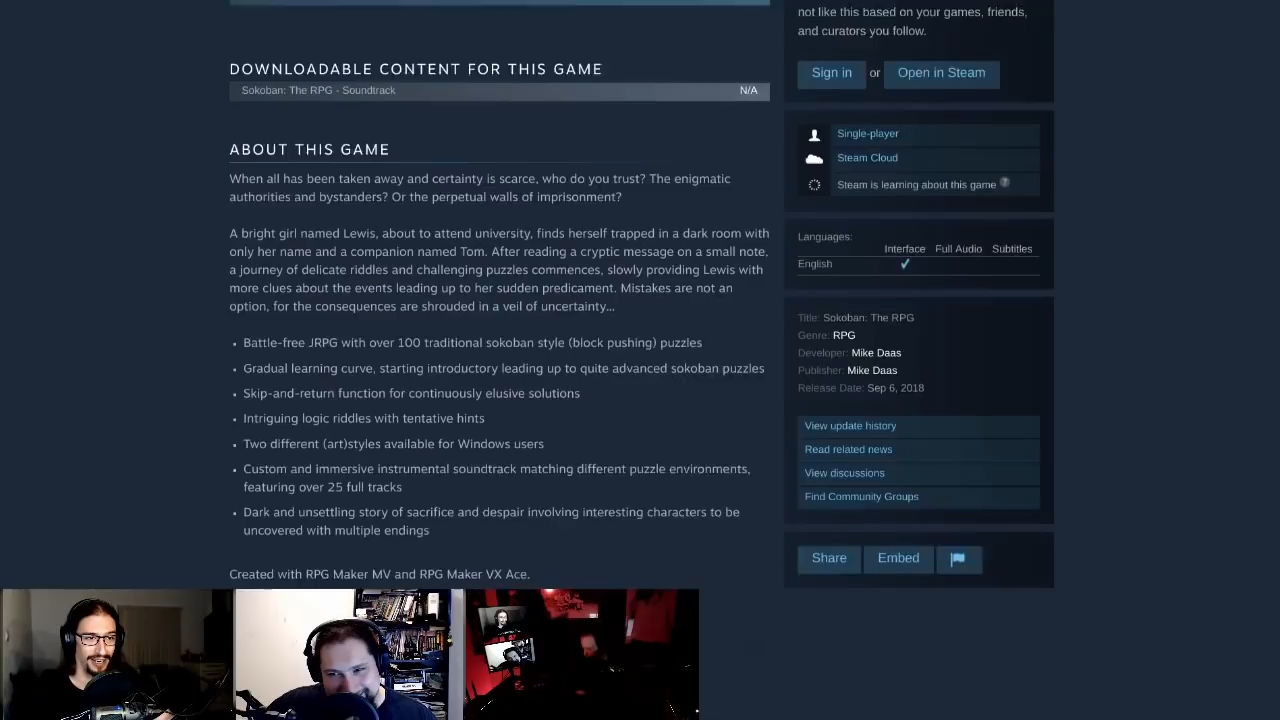 not like this based on your games, friends,
and curators you follow.
Sign in or Open in Steam
DOWNLOADABLE CONTENT FOR THIS GAME
Sokoban: The RPG - Soundtrack N/A
ABOUT THIS GAME
When all has been taken away and certainty is scarce, who do you trust? The enigmatic
authorities and bystanders? Or the perpetual walls of imprisonment?
A bright girl named Lewis, about to attend university, finds herself trapped in a dark room with
only her name and a companion named Tom. After reading a cryptic message on a small note,
a journey of delicate riddles and challenging puzzles commences, slowly providing Lewis with
more clues about the events leading up to her sudden predicament. Mistakes are not an
option, for the consequences are shrouded in a veil of uncertainty...
• Battle-free JRPG with over 100 traditional sokoban style (block pushing) puzzles
• Gradual learning curve, starting introductory leading up to quite advanced sokoban puzzles
• Skip-and-return function for continuously elusive solutions
• Intriguing logic riddles with tentative hints
• Two different (art)styles available for Windows users
• Custom and immersive instrumental soundtrack matching different puzzle environments,
featuring over 25 full tracks
• Dark and unsettling story of sacrifice and despair involving interesting characters to be
uncovered with multiple endings
Created with RPG Maker MV and RPG Maker VX Ace.
Single-player
Steam Cloud
Steam is learning about this game ?
Languages:
Interface Full Audio Subtitles
English ✔
Title: Sokoban: The RPG
Genre: RPG
Developer: Mike Daas
Publisher: Mike Daas
Release Date: Sep 6, 2018
View update history
Read related news
View discussions
Find Community Groups
Share Embed